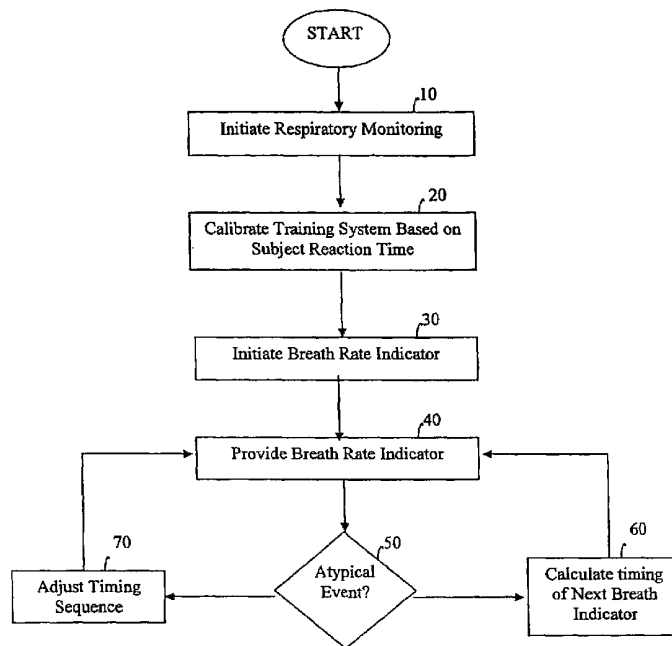 START
10
Initiate Respiratory Monitoring
20
Calibrate Training System Based on
Subject Reaction Time
30
Initiate Breath Rate Indicator
40
Provide Breath Rate Indicator
50
Atypical
Event?
70
Adjust Timing
Sequence
60
Calculate timing
of Next Breath
Indicator